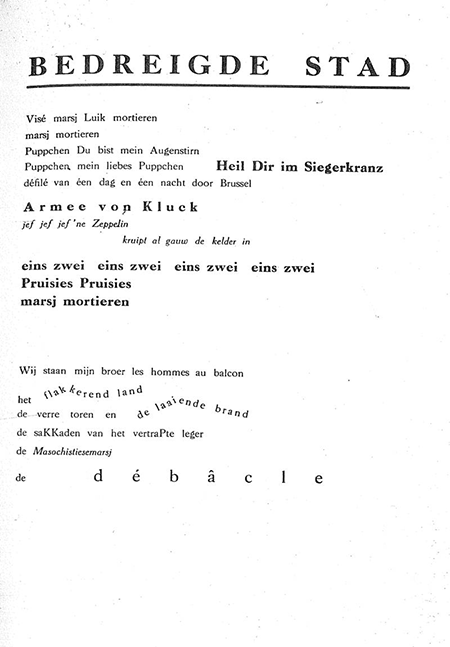 BEDREIGDE STAD
Visé marsj Luik mortieren
marsj mortieren
Puppchen Du bist mein Augenstirn
Puppchen, mein liebes Puppchen Heil Dir im Siegerkranz
défilé van éen dag en éen nacht door Brussel
Armee von Kluck
jef jef jef 'ne Zeppelin
kruipt al gauw de kelder in
eins zwei eins zwei eins zwei eins zwei
Pruisies Pruisies
marsj mortieren
Wij staan mijn broer les hommes au balcon
het flakkerend land
de verre toren en de laaiende brand
de saKKaden van het vertraPte leger
de Masochistiesemarsj
de débâcle